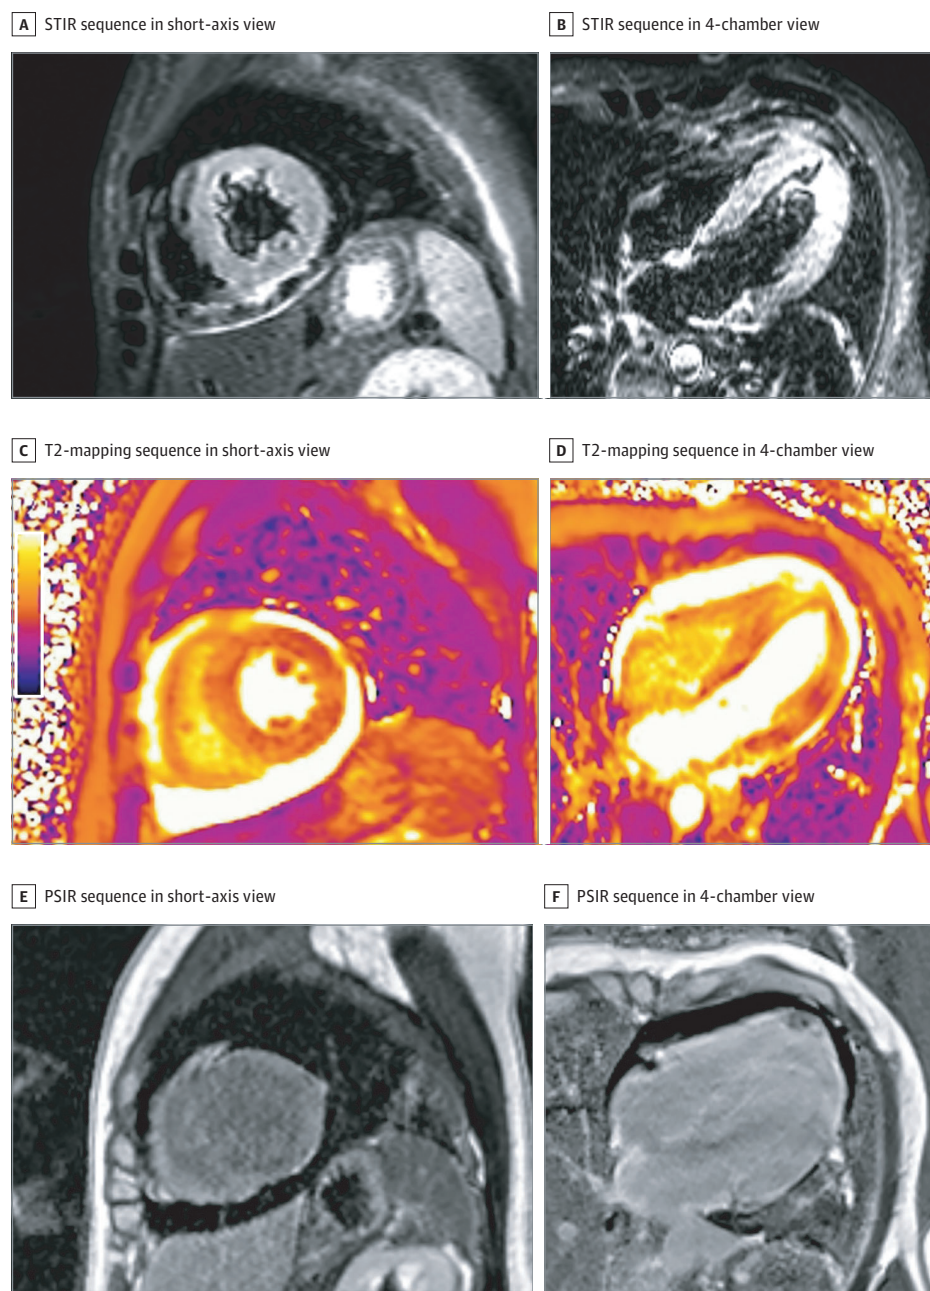 A STIR sequence in short-axis view
B STIR sequence in 4-chamber view
C T2-mapping sequence in short-axis view
D T2-mapping sequence in 4-chamber view
E PSIR sequence in short-axis view
F PSIR sequence in 4-chamber view